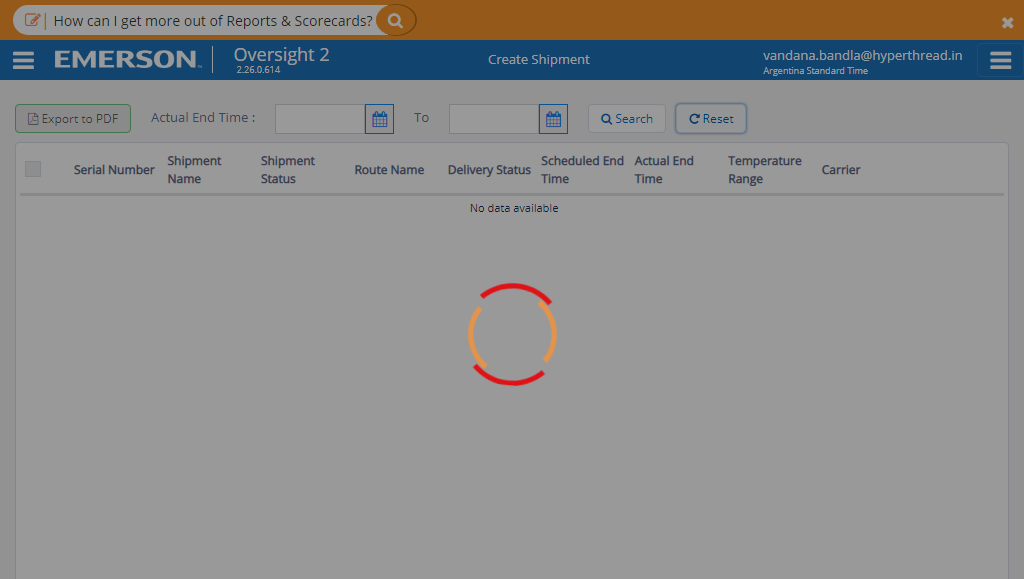 How can I get more out of Reports & Scorecards?
EMERSON™ Oversight 2
2.26.0.614
Create Shipment
vandana.bandla@hyperthread.in
Argentina Standard Time
Export to PDF Actual End Time : To Search Reset
Serial Number Shipment Name Shipment Status Route Name Delivery Status Scheduled End Time Actual End Time Temperature Range Carrier
No data available